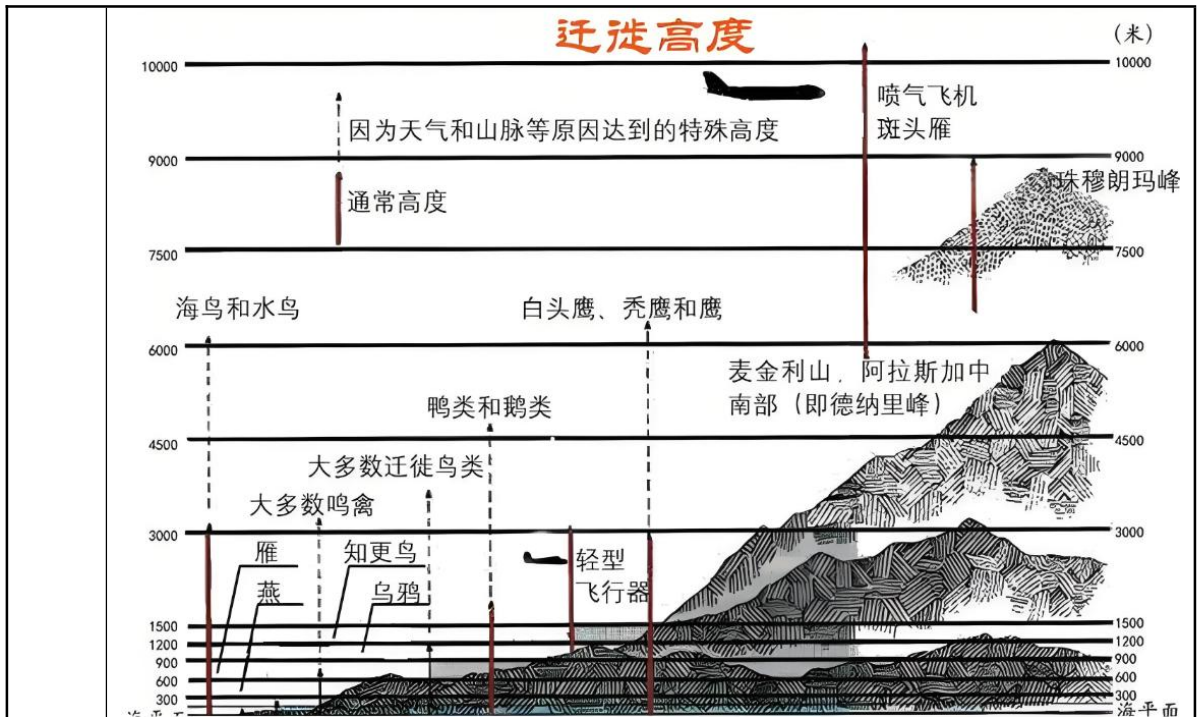 迁徙高度
(米)
10000
10000
喷气飞机
斑头雁
因为天气和山脉等原因达到的特殊高度
9000
9000
珠穆朗玛峰
通常高度
7500
7500
海鸟和水鸟
白头鹰、秃鹰和鹰
6000
6000
麦金利山，阿拉斯加中
南部（即德纳里峰）
鸭类和鹅类
4500
4500
大多数迁徙鸟类
大多数鸣禽
3000
3000
雁
知更鸟
轻型
飞行器
燕
乌鸦
1500
1500
1200
1200
900
900
600
600
300
300
海平面